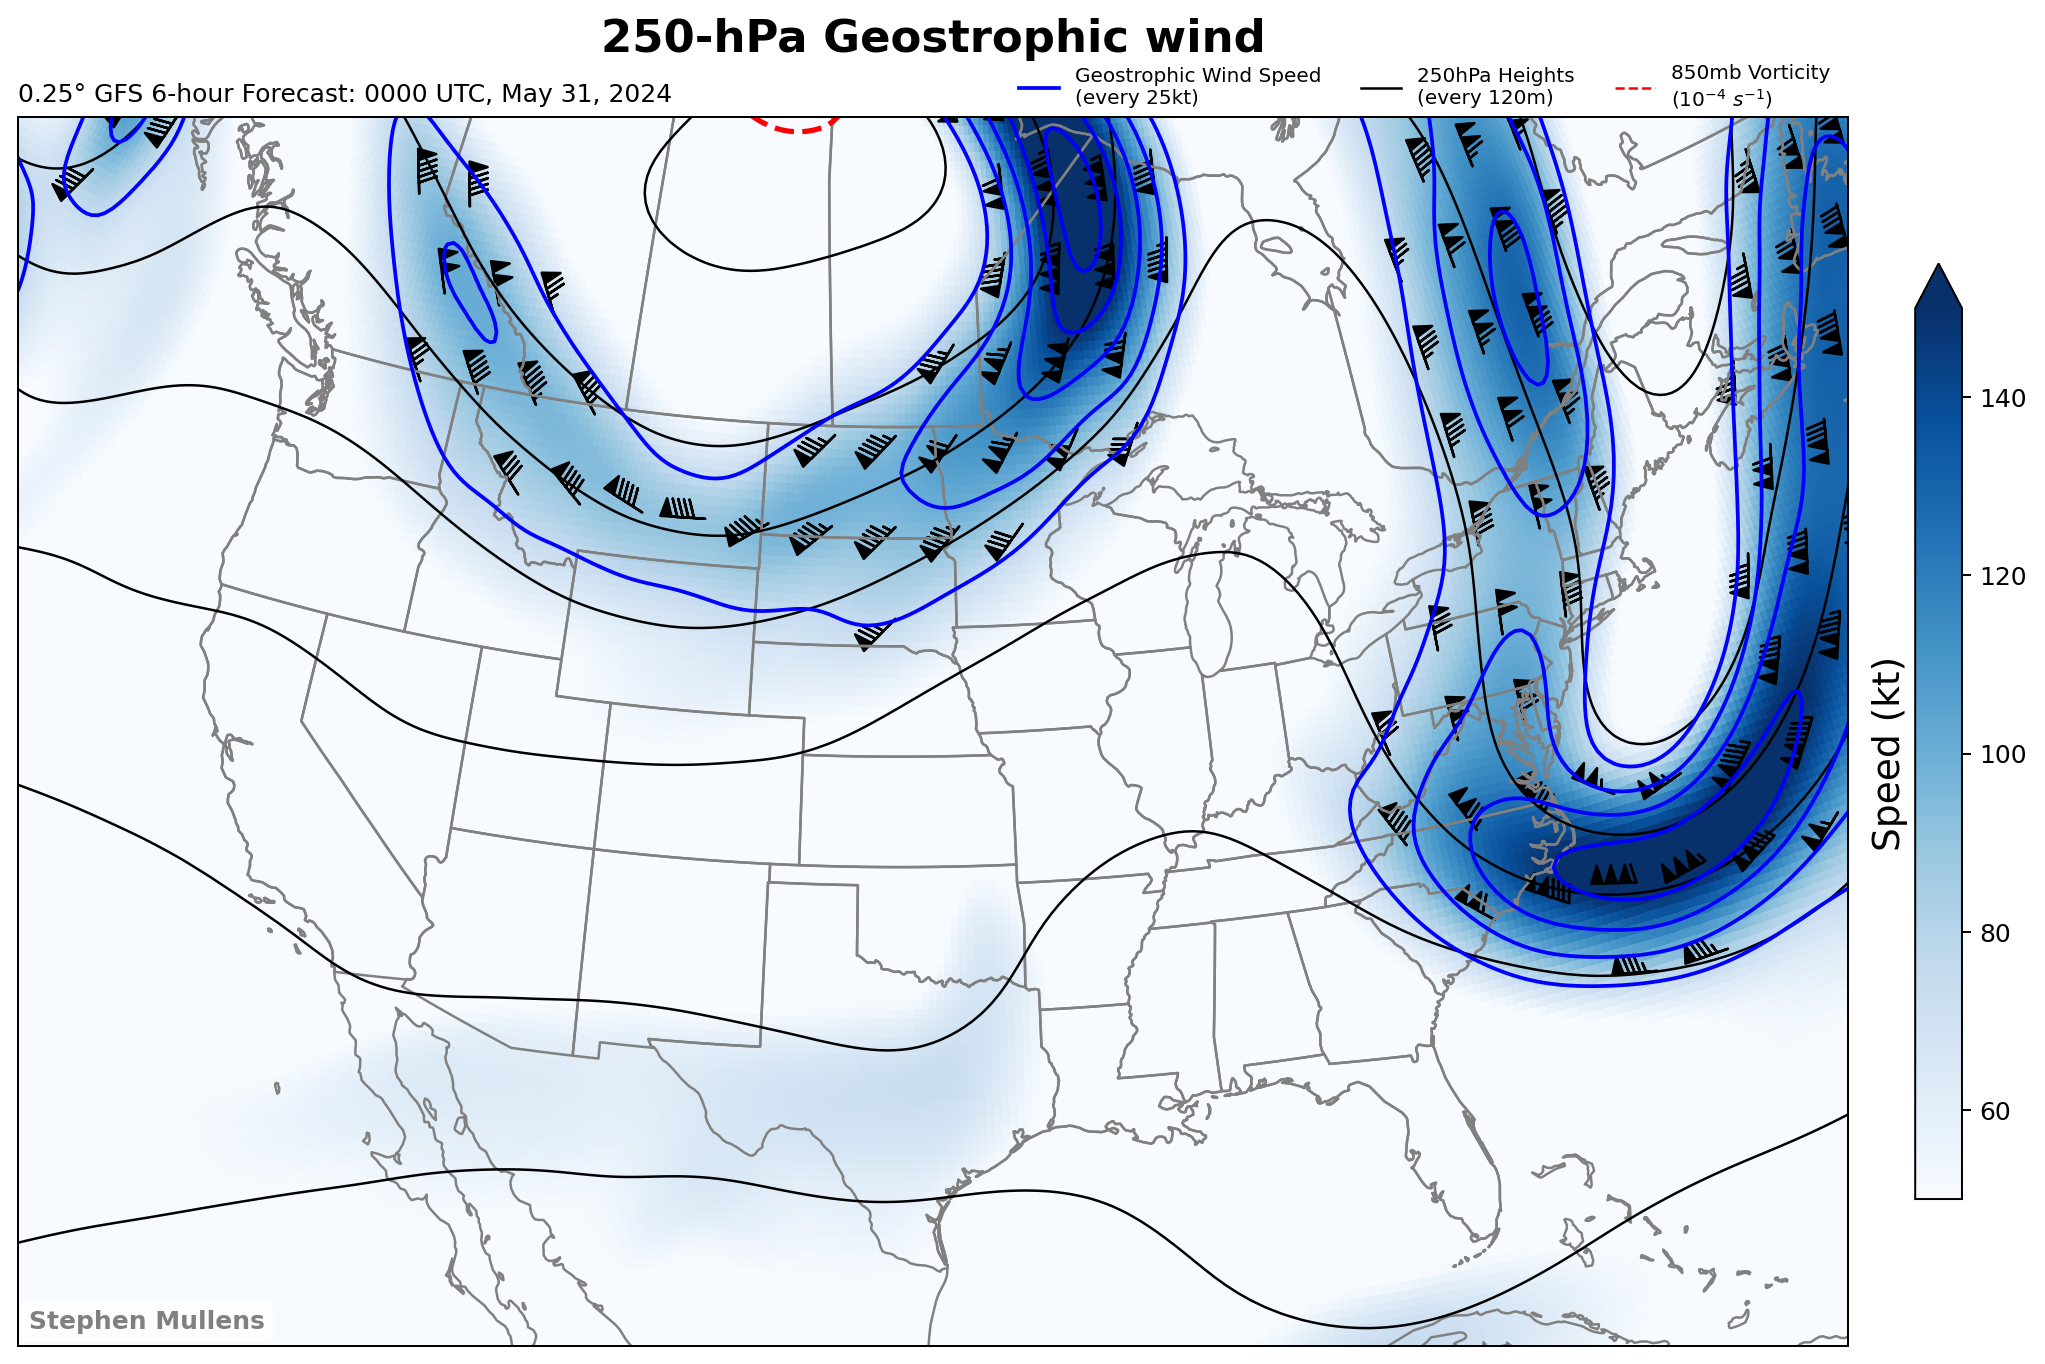 250-hPa Geostrophic wind
0.25° GFS 6-hour Forecast: 0000 UTC, May 31, 2024
Geostrophic Wind Speed
(every 25kt)
250hPa Heights
(every 120m)
850mb Vorticity
(10⁻⁴ s⁻¹)
140
120
100
80
60
Speed (kt)
Stephen Mullens